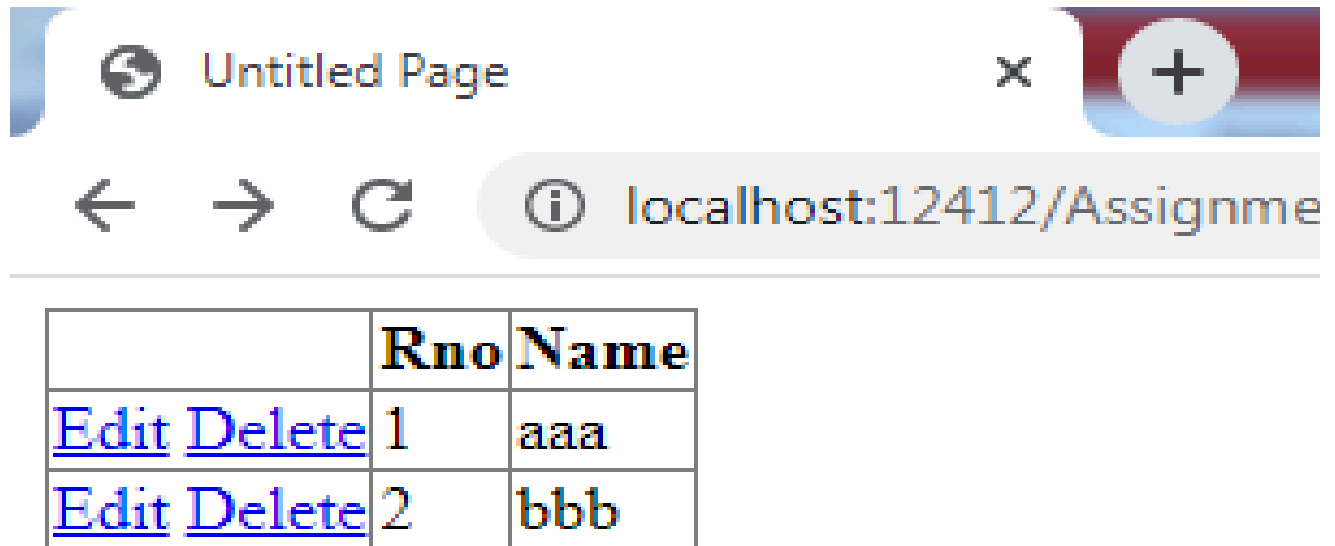 Untitled Page
localhost:12412/Assignme
Rno Name
Edit Delete 1 aaa
Edit Delete 2 bbb